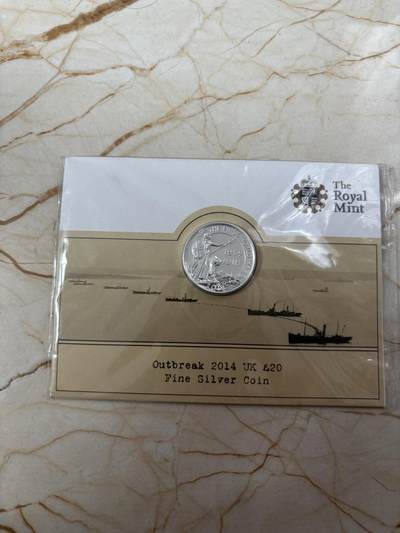 The
Royal
Mint
Outbreak 2014 UK £20
Fine Silver Coin